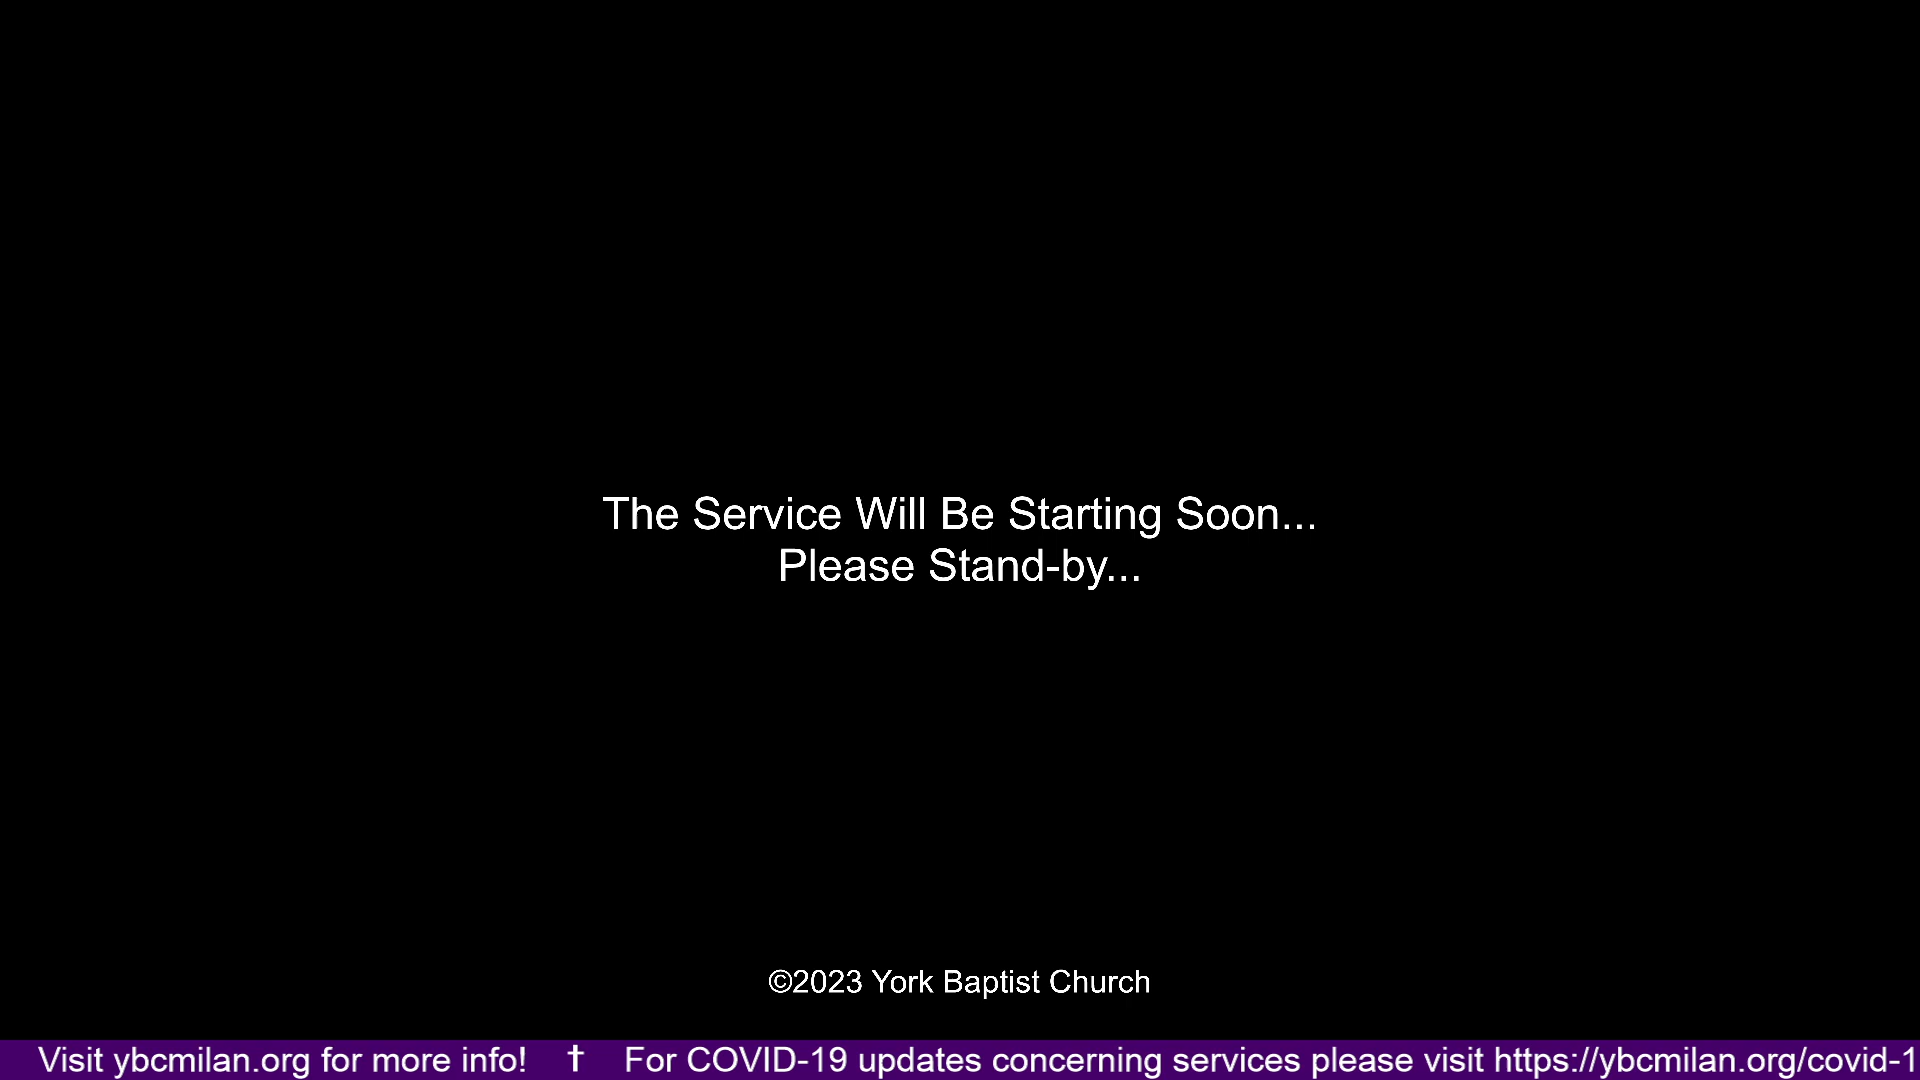 The Service Will Be Starting Soon...
Please Stand-by...
©2023 York Baptist Church
Visit ybcmilan.org for more info! † For COVID-19 updates concerning services please visit https://ybcmilan.org/covid-1